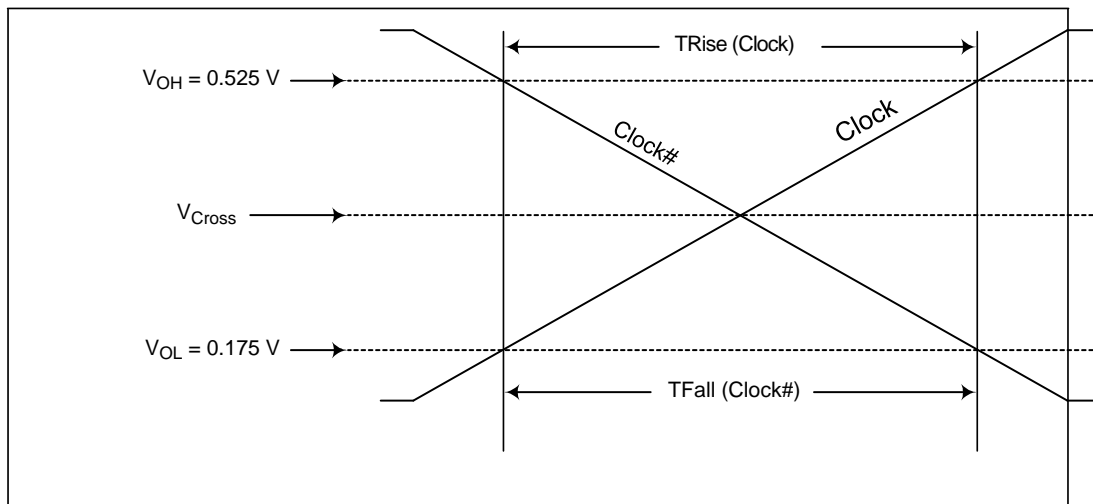 TRise (Clock)
VOH = 0.525 V
Clock#
Clock
VCross
VOL = 0.175 V
TFall (Clock#)